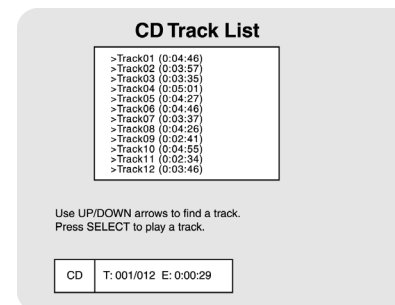 CD Track List
>Track01 (0:04:46)
>Track02 (0:03:57)
>Track03 (0:03:35)
>Track04 (0:05:01)
>Track05 (0:04:27)
>Track06 (0:04:46)
>Track07 (0:03:37)
>Track08 (0:04:26)
>Track09 (0:02:41)
>Track10 (0:04:55)
>Track11 (0:02:34)
>Track12 (0:03:46)
Use UP/DOWN arrows to find a track.
Press SELECT to play a track.
CD T: 001/012 E: 0:00:29